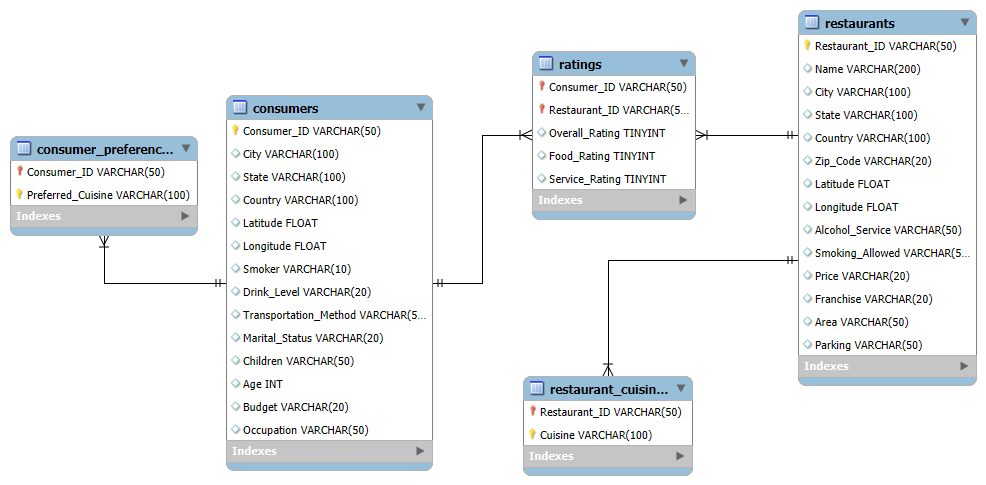 consumer_preferenc...
Consumer_ID VARCHAR(50)
Preferred_Cuisine VARCHAR(100)
Indexes
consumers
Consumer_ID VARCHAR(50)
City VARCHAR(100)
State VARCHAR(100)
Country VARCHAR(100)
Latitude FLOAT
Longitude FLOAT
Smoker VARCHAR(10)
Drink_Level VARCHAR(20)
Transportation_Method VARCHAR(5...
Marital_Status VARCHAR(20)
Children VARCHAR(50)
Age INT
Budget VARCHAR(20)
Occupation VARCHAR(50)
Indexes
ratings
Consumer_ID VARCHAR(50)
Restaurant_ID VARCHAR(5...
Overall_Rating TINYINT
Food_Rating TINYINT
Service_Rating TINYINT
Indexes
restaurant_cuisin...
Restaurant_ID VARCHAR(50)
Cuisine VARCHAR(100)
Indexes
restaurants
Restaurant_ID VARCHAR(50)
Name VARCHAR(200)
City VARCHAR(100)
State VARCHAR(100)
Country VARCHAR(100)
Zip_Code VARCHAR(20)
Latitude FLOAT
Longitude FLOAT
Alcohol_Service VARCHAR(50)
Smoking_Allowed VARCHAR(5...
Price VARCHAR(20)
Franchise VARCHAR(20)
Area VARCHAR(50)
Parking VARCHAR(50)
Indexes